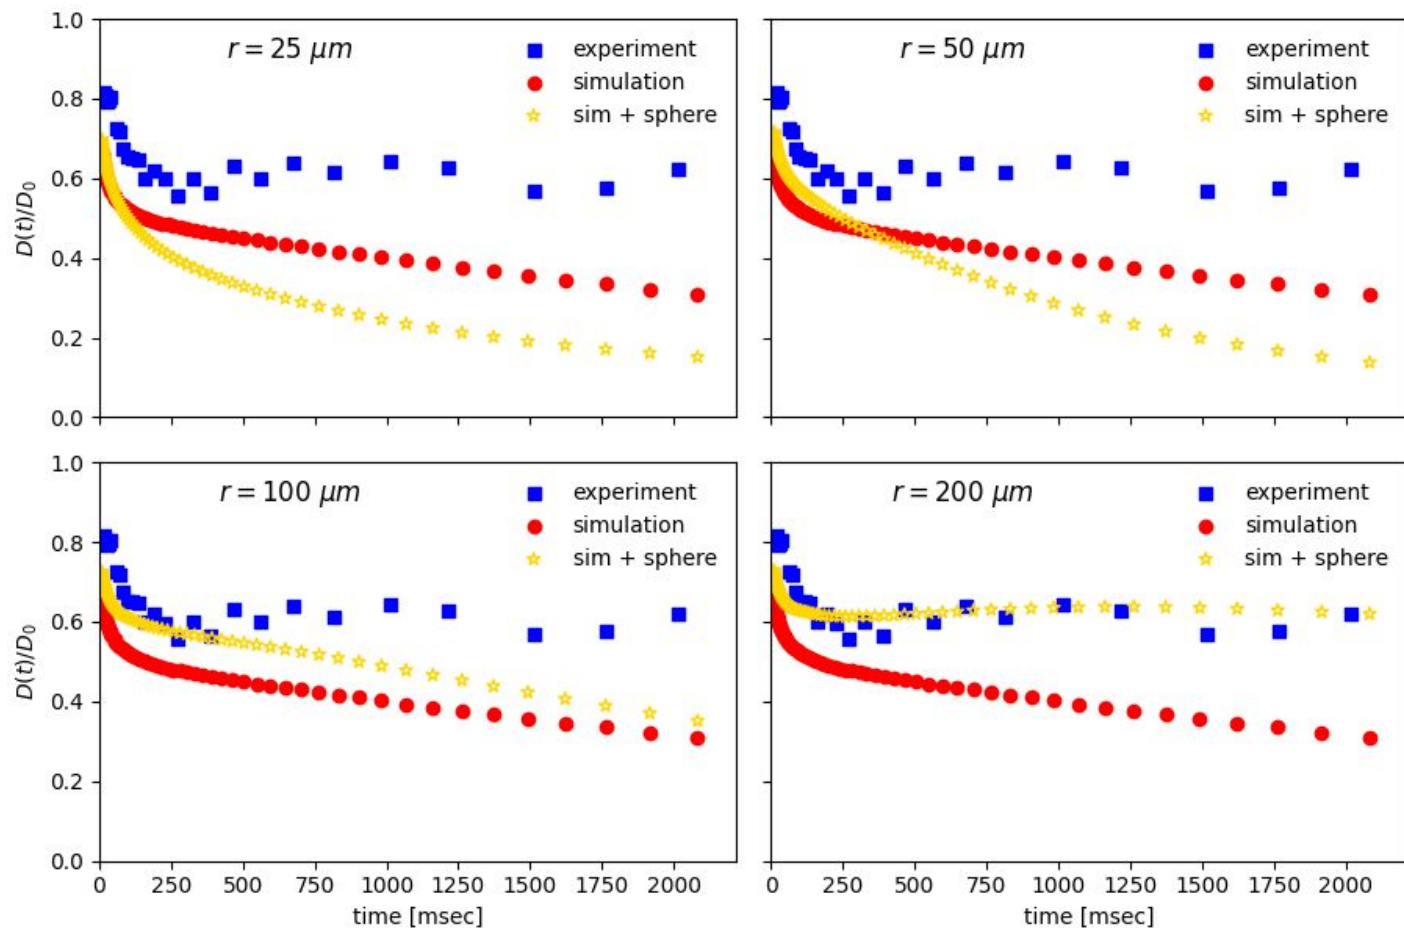 r = 25 μm
experiment
simulation
sim + sphere
1.0
0.8
0.6
0.4
0.2
0.0
D(t)/D₀
r = 50 μm
experiment
simulation
sim + sphere
r = 100 μm
experiment
simulation
sim + sphere
1.0
0.8
0.6
0.4
0.2
0.0
D(t)/D₀
0 250 500 750 1000 1250 1500 1750 2000
time [msec]
r = 200 μm
experiment
simulation
sim + sphere
0 250 500 750 1000 1250 1500 1750 2000
time [msec]